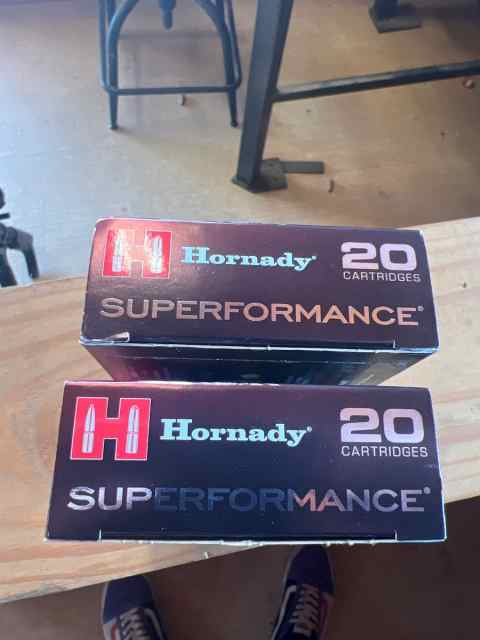 H Hornady®
20
CARTRIDGES
SUPERFORMANCE®
H Hornady®
20
CARTRIDGES
SUPERFORMANCE®